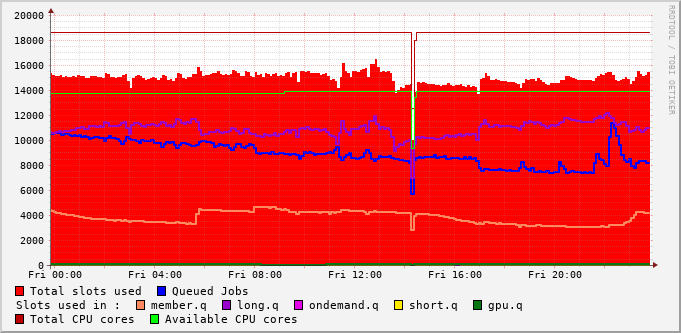 20000
18000
16000
14000
12000
10000
8000
6000
4000
2000
0
Fri 00:00 Fri 04:00 Fri 08:00 Fri 12:00 Fri 16:00 Fri 20:00
Total slots used Queued Jobs
Slots used in : member.q long.q ondemand.q short.q gpu.q
Total CPU cores Available CPU cores
RRDTOOL / TOBI OETIKER